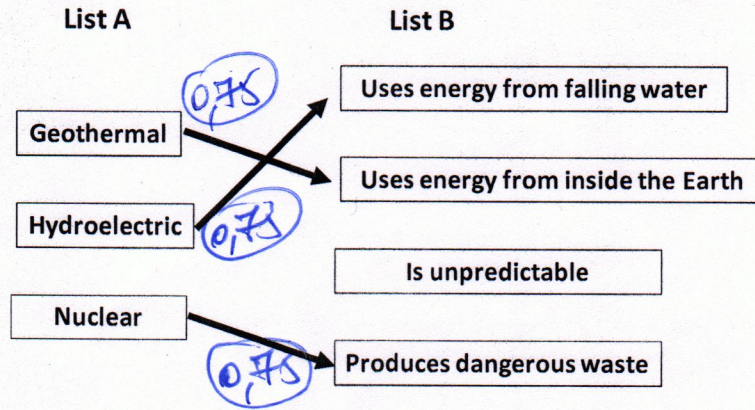 List A
List B
0,75
Uses energy from falling water
Geothermal
Uses energy from inside the Earth
Hydroelectric
0,75
Is unpredictable
Nuclear
0,75
Produces dangerous waste